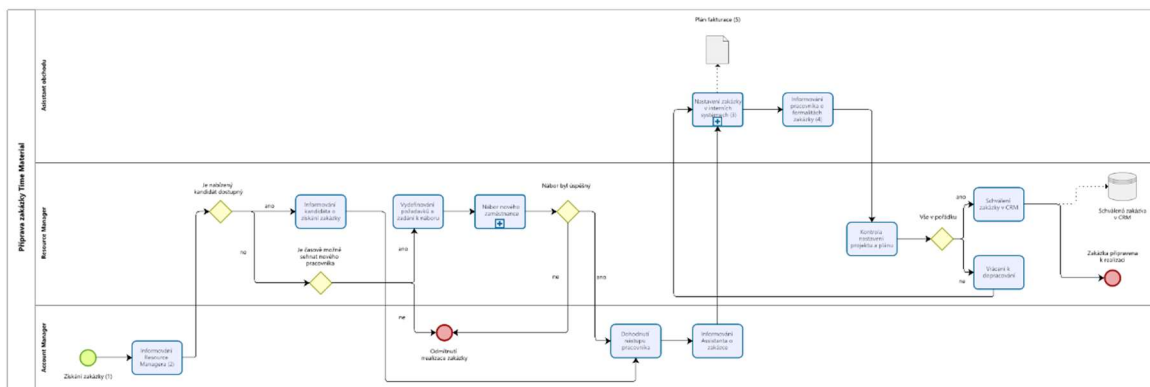 Příprava zakázky Time Material
Asistent obchodu
Resource Manager
Account Manager
Plán fakturace (5)
Nastavení zakázky
v interních
systémech (3)
Informování
pracovníka o
formalitách
zakázky (4)
Je nabízený
kandidát dostupný
ano
ne
Informování
kandidáta o
získání zakázky
Je časově možné
sehnat nového
pracovníka
ano
ne
Vydefinování
požadavků a
zadání k náboru
Nábor nového
zaměstnance
Nábor byl úspěšný
ano
ne
Kontrola
nastavení
projektu a plánu
Vše v pořádku
ano
ne
Schválení
zakázky v CRM
Vrácení k
dopracování
Schválená zakázka
v CRM
Zakázka připravena
k realizaci
Získání zakázky (1)
Informování
Resource
Managera (2)
Odmítnutí
realizace zakázky
Dohodnutí
nástupu
pracovníka
Informování
Assistenta o
zakázce